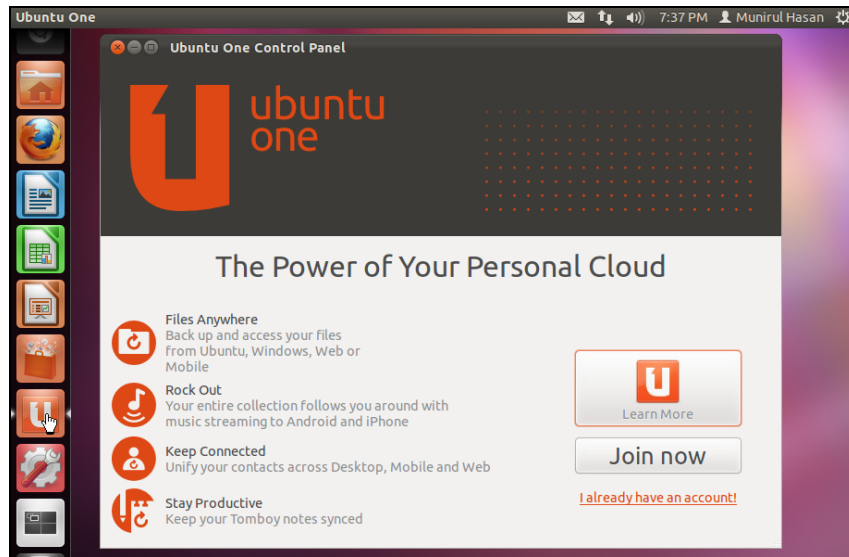 Ubuntu One
7:37 PM Munirul Hasan
Ubuntu One Control Panel
ubuntu
one
The Power of Your Personal Cloud
Files Anywhere
Back up and access your files
from Ubuntu, Windows, Web or
Mobile
Rock Out
Your entire collection follows you around with
music streaming to Android and iPhone
Keep Connected
Unify your contacts across Desktop, Mobile and Web
Stay Productive
Keep your Tomboy notes synced
Learn More
Join now
I already have an account!